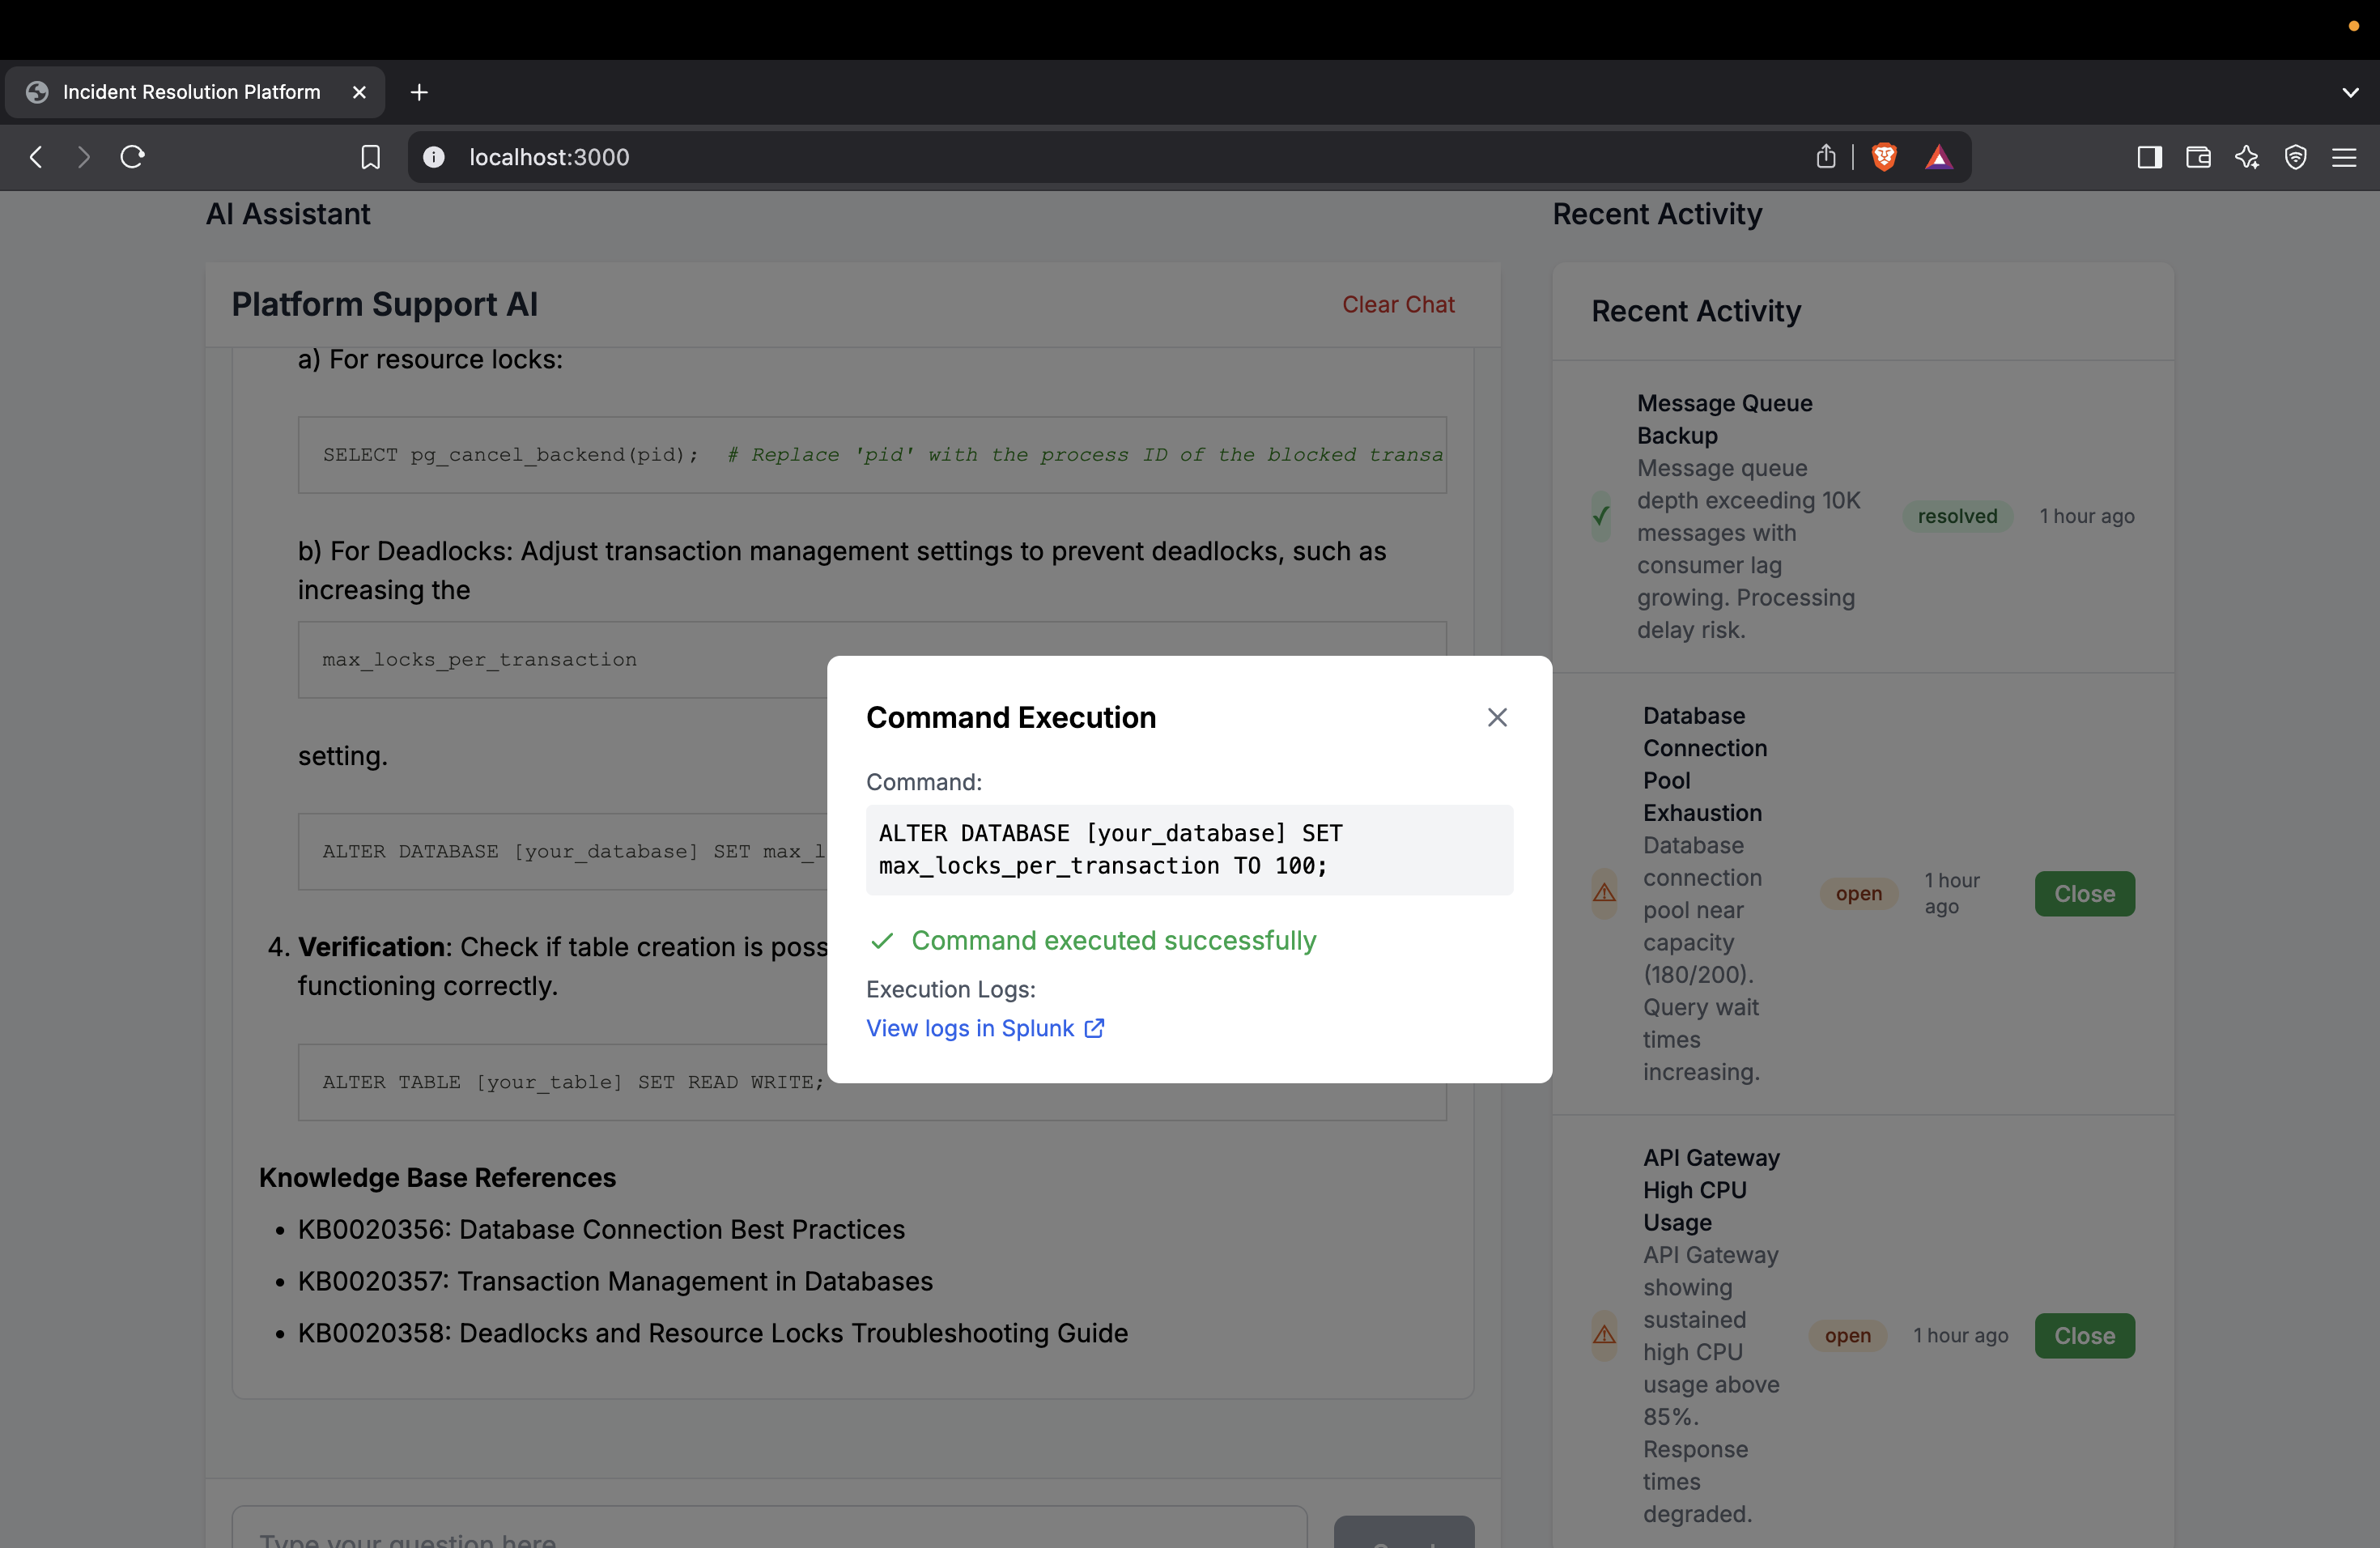 Incident Resolution Platform
localhost:3000
AI Assistant
Platform Support AI
Clear Chat
a) For resource locks:
SELECT pg_cancel_backend(pid);  # Replace 'pid' with the process ID of the blocked transa
b) For Deadlocks: Adjust transaction management settings to prevent deadlocks, such as
increasing the
max_locks_per_transaction
setting.
ALTER DATABASE [your_database] SET max_l
4. Verification: Check if table creation is poss
functioning correctly.
ALTER TABLE [your_table] SET READ WRITE;
Knowledge Base References
• KB0020356: Database Connection Best Practices
• KB0020357: Transaction Management in Databases
• KB0020358: Deadlocks and Resource Locks Troubleshooting Guide
Type your question here
Command Execution
Command:
ALTER DATABASE [your_database] SET
max_locks_per_transaction TO 100;
Command executed successfully
Execution Logs:
View logs in Splunk
Recent Activity
Recent Activity
Message Queue
Backup
Message queue
depth exceeding 10K
messages with
consumer lag
growing. Processing
delay risk.
resolved
1 hour ago
Database
Connection
Pool
Exhaustion
Database
connection
pool near
capacity
(180/200).
Query wait
times
increasing.
open
1 hour
ago
Close
API Gateway
High CPU
Usage
API Gateway
showing
sustained
high CPU
usage above
85%.
Response
times
degraded.
open
1 hour ago
Close